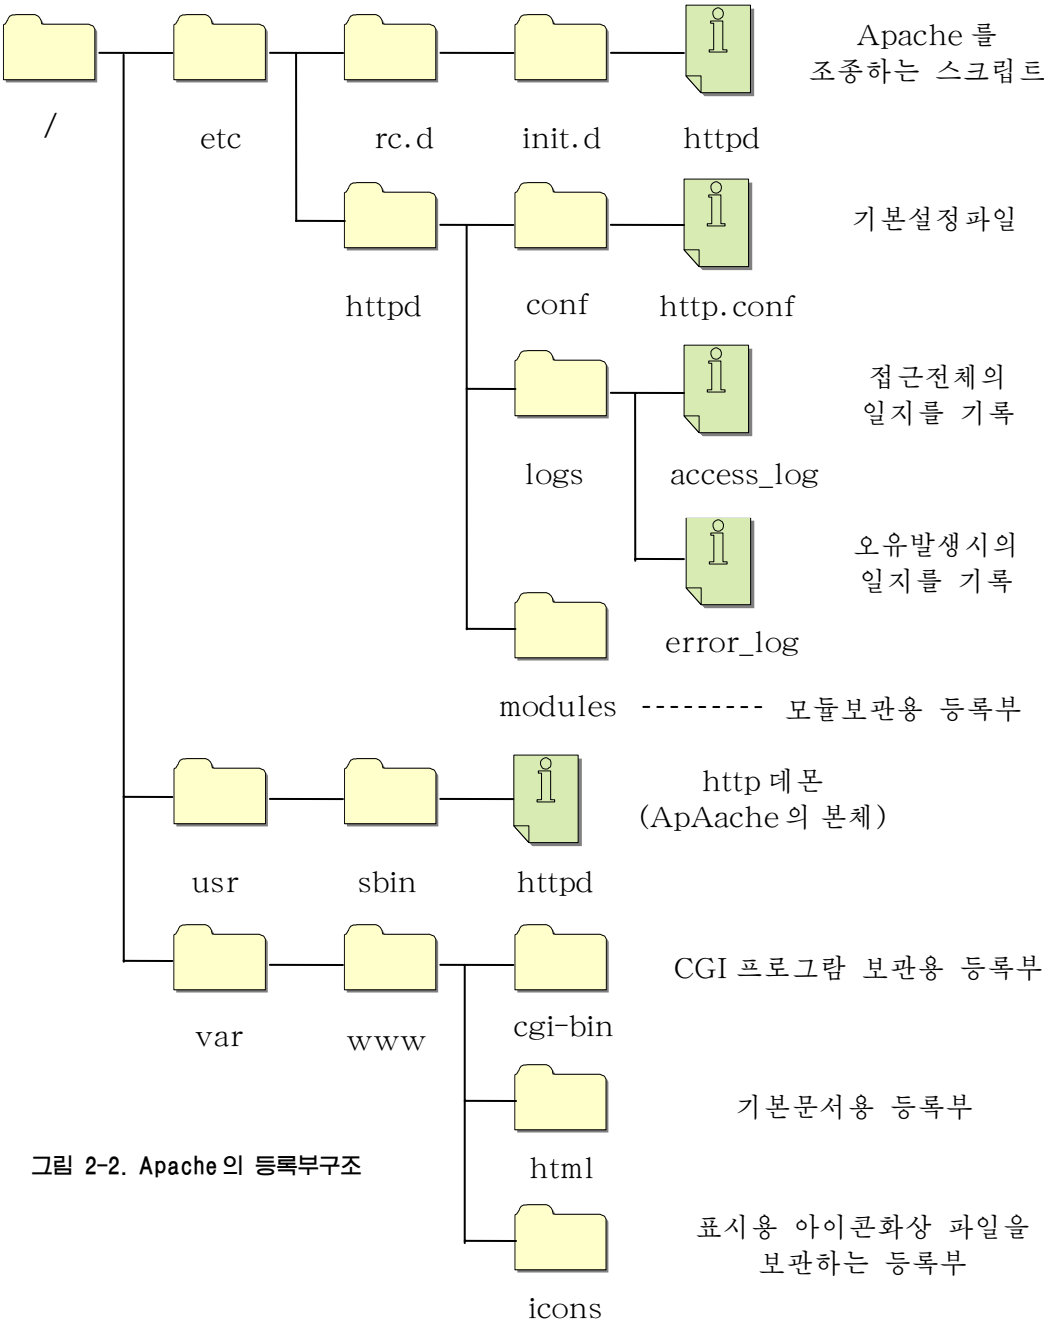 Apache 를
조종하는 스크립트
/ etc rc.d init.d httpd
기본설정파일
httpd conf http.conf
접근전체의
일지를 기록
logs access_log
오유발생시의
일지를 기록
error_log
modules --------- 모듈보관용 등록부
http 데몬
(ApAache 의 본체)
usr sbin httpd
CGI 프로그람 보관용 등록부
var www cgi-bin
기본문서용 등록부
그림 2-2. Apache 의 등록부구조
html
표시용 아이콘화상 파일을
보관하는 등록부
icons